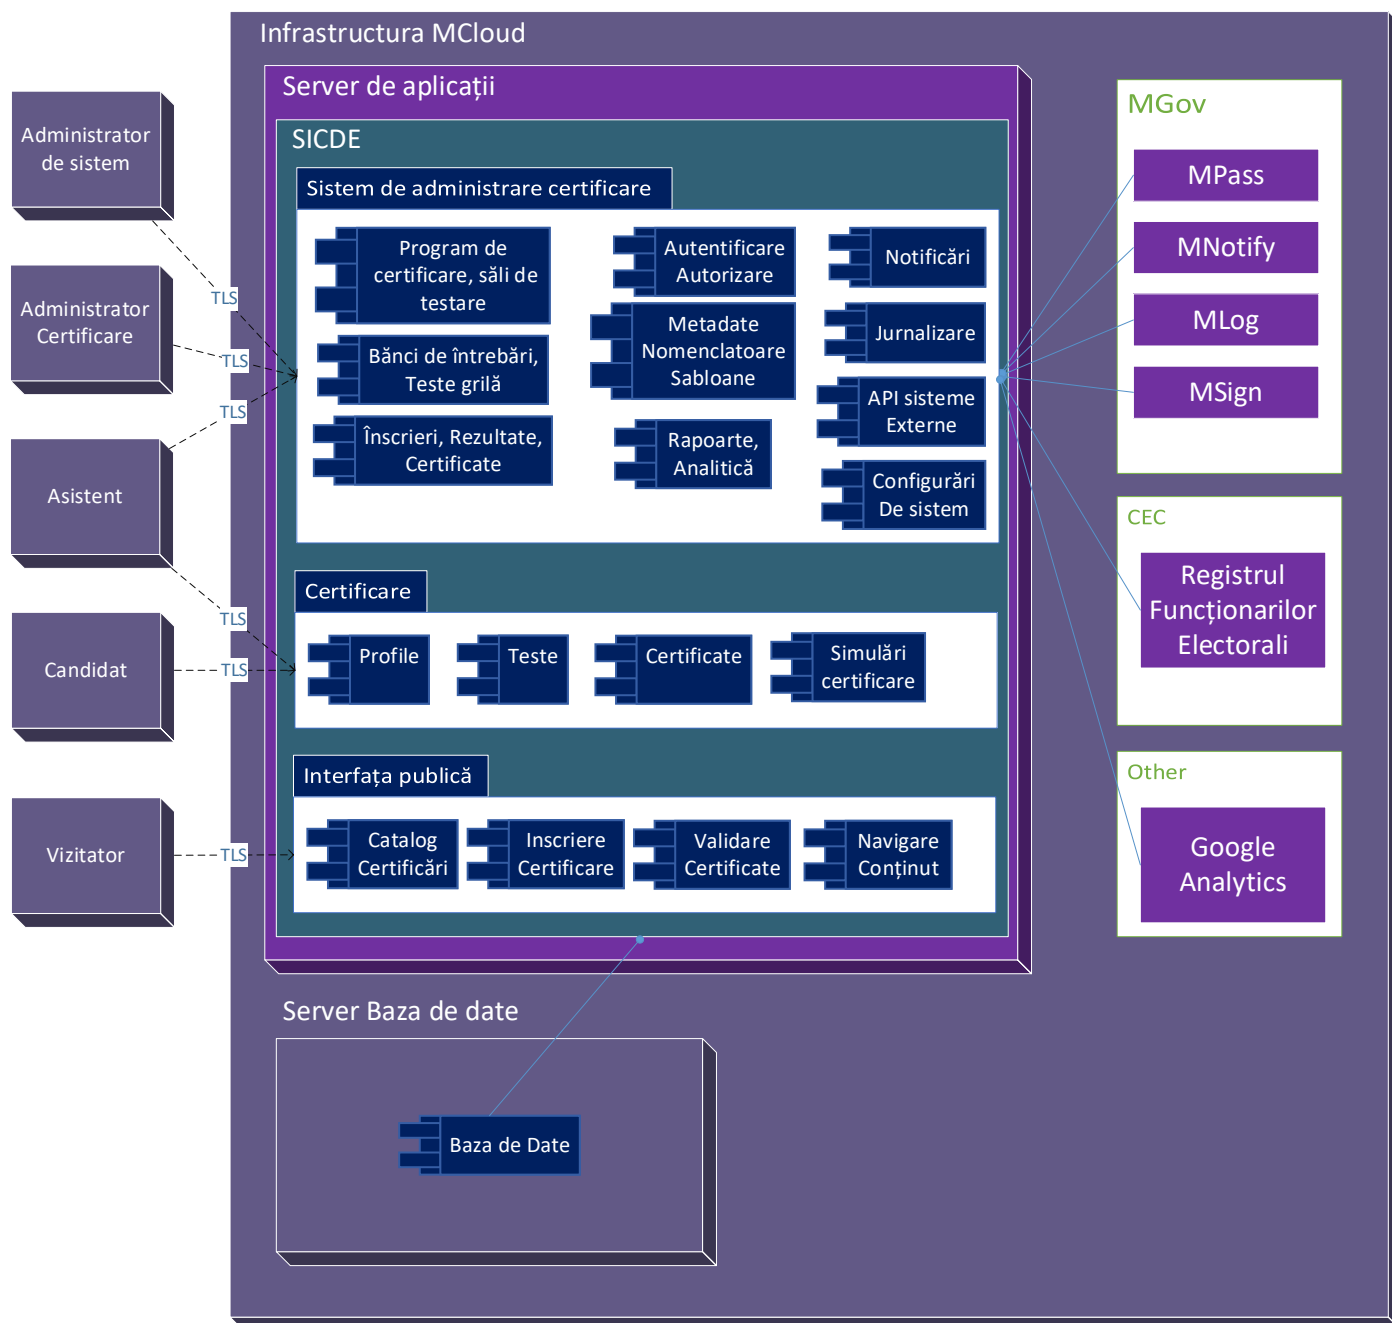 Infrastructura MCloud
Server de aplicații
SICDE
Administrator
de sistem
Administrator
Certificare
Asistent
Candidat
Vizitator
TLS
TLS
TLS
TLS
TLS
TLS
Sistem de administrare certificare
Program de
certificare, săli de
testare
Bănci de întrebări,
Teste grilă
Înscrieri, Rezultate,
Certificate
Autentificare
Autorizare
Metadate
Nomenclatoare
Sabloane
Rapoarte,
Analitică
Notificări
Jurnalizare
API sisteme
Externe
Configurări
De sistem
Certificare
Profile
Teste
Certificate
Simulări
certificare
Interfața publică
Catalog
Certificări
Inscriere
Certificare
Validare
Certificate
Navigare
Conținut
Server Baza de date
Baza de Date
MGov
MPass
MNotify
MLog
MSign
CEC
Registrul
Funcționarilor
Electorali
Other
Google
Analytics